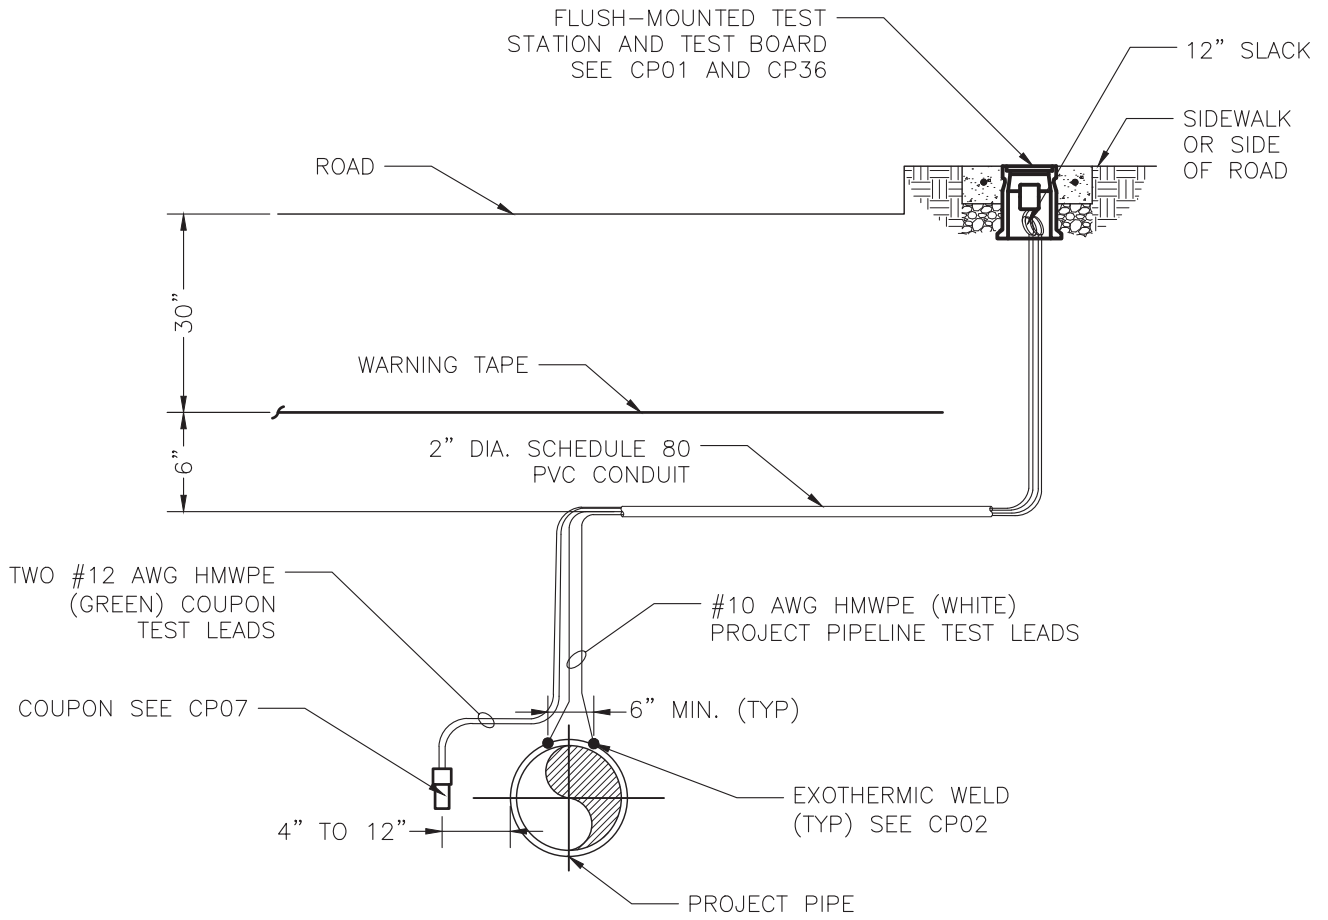 FLUSH-MOUNTED TEST
STATION AND TEST BOARD
SEE CP01 AND CP36
12" SLACK
SIDEWALK
OR SIDE
OF ROAD
ROAD
30"
WARNING TAPE
2" DIA. SCHEDULE 80
PVC CONDUIT
6"
TWO #12 AWG HMWPE
(GREEN) COUPON
TEST LEADS
#10 AWG HMWPE (WHITE)
PROJECT PIPELINE TEST LEADS
COUPON SEE CP07
6" MIN. (TYP)
EXOTHERMIC WELD
(TYP) SEE CP02
4" TO 12"
PROJECT PIPE